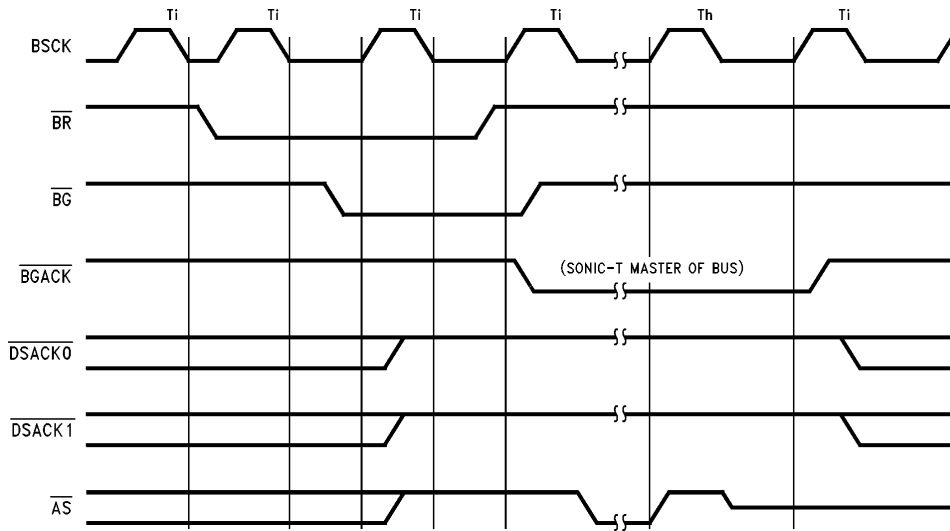 Ti Ti Ti Ti Th Ti
BSCK
BR
BG
BGACK (SONIC-T MASTER OF BUS)
DSACK0
DSACK1
AS